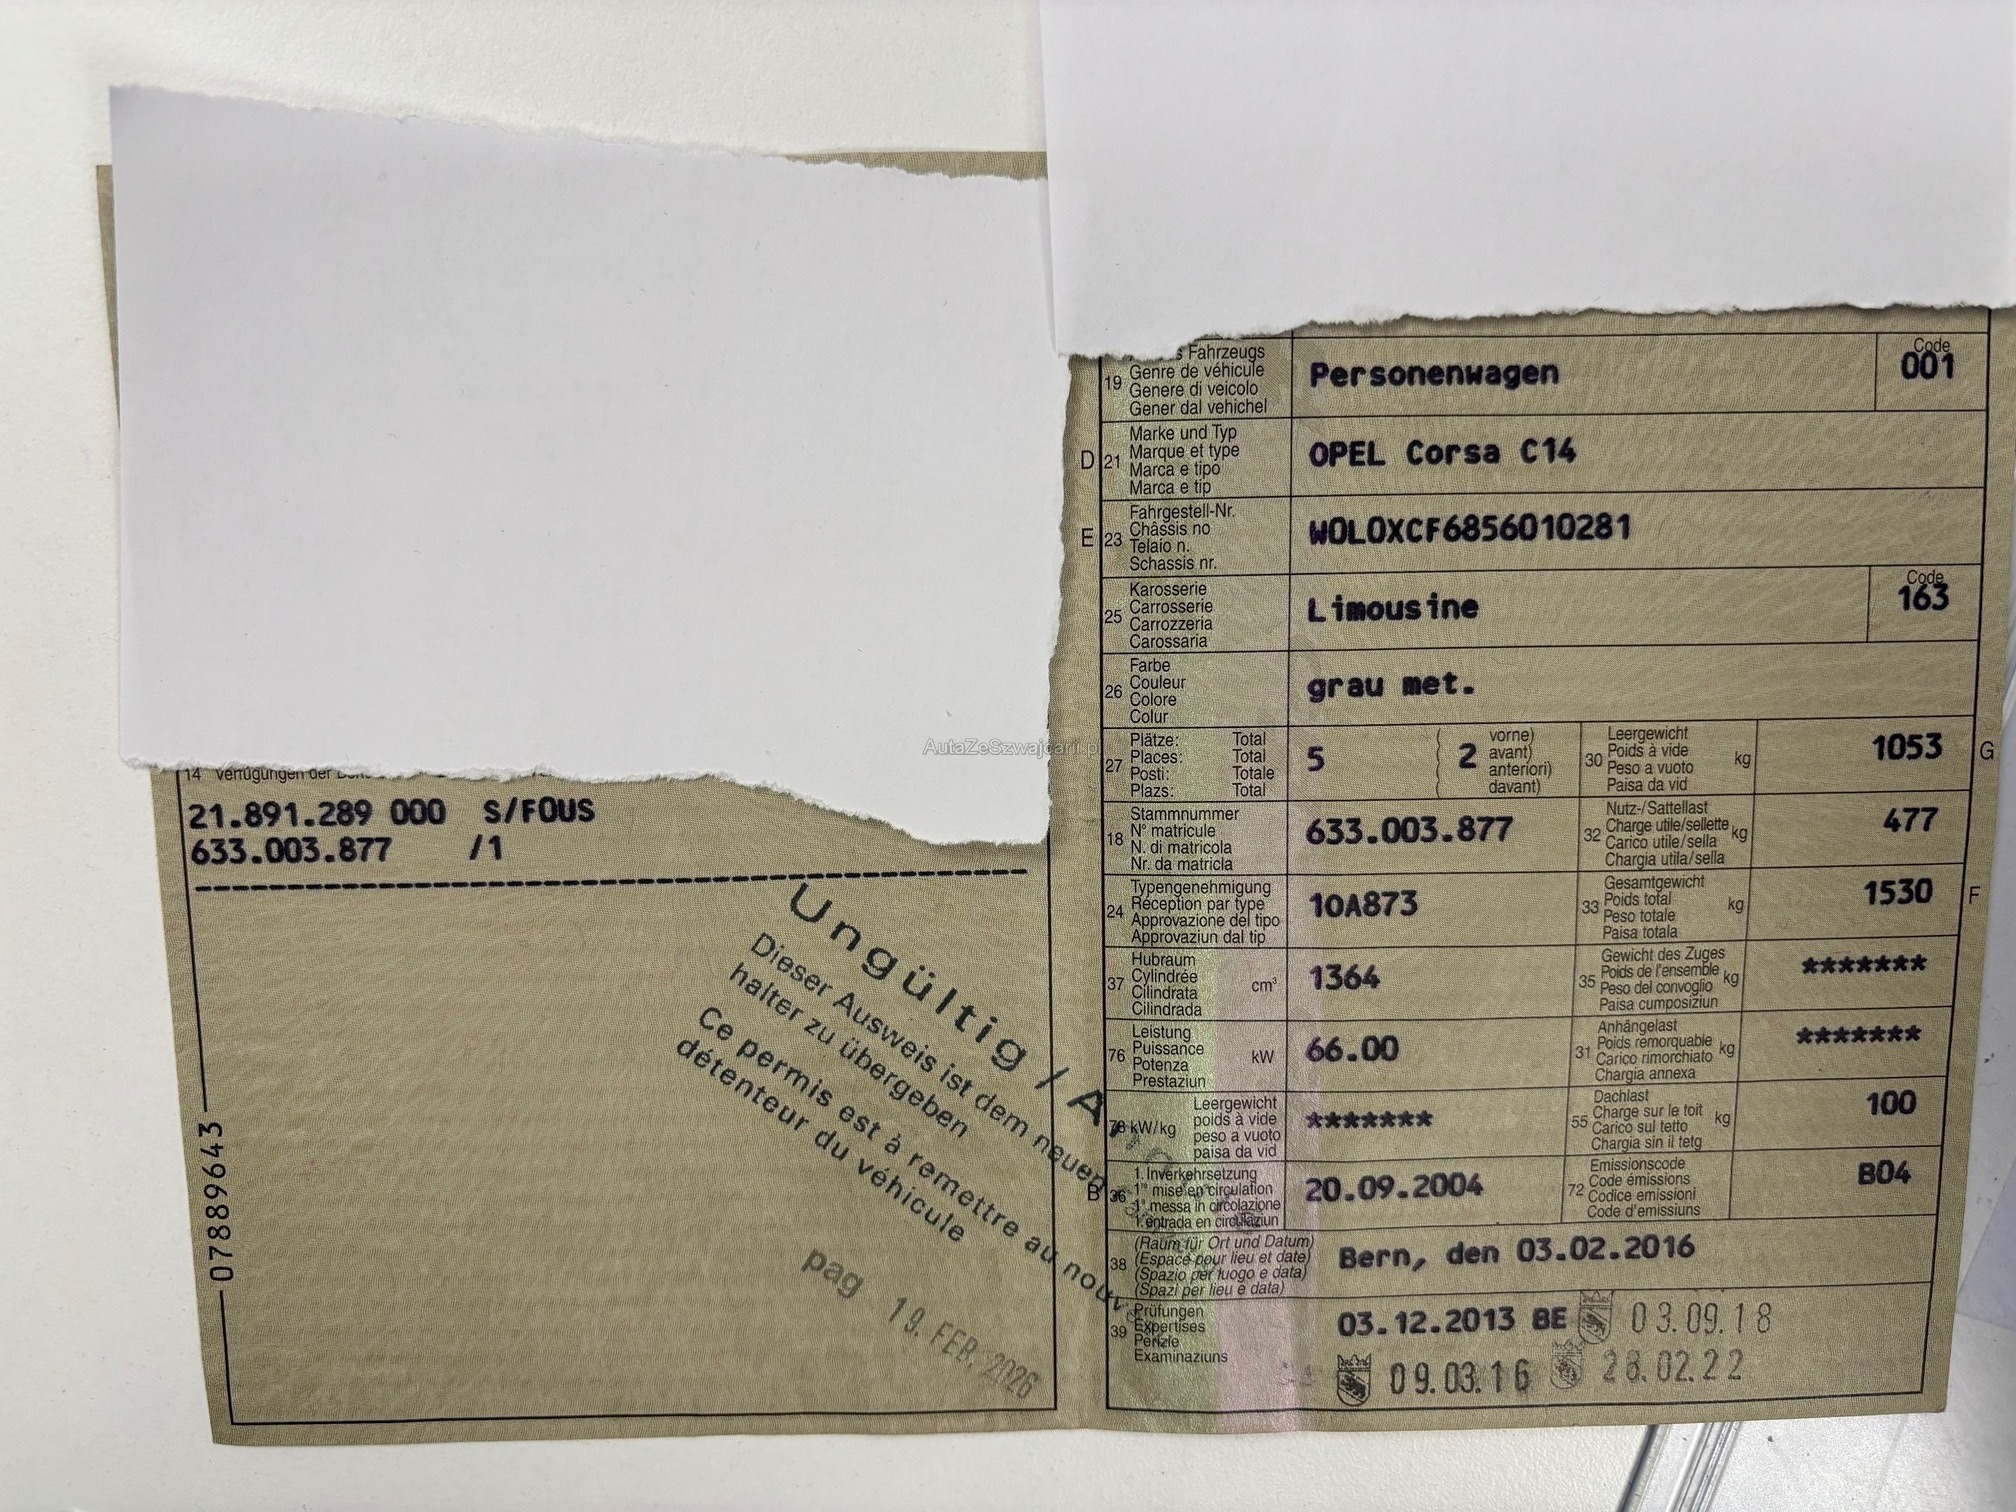 AutaZeSzwajcarii.p
14 Verfügungen der
21.891.289 000 S/FOUS
633.003.877 /1
Ungültig / A
Dieser Ausweis ist dem neuen
halter zu übergeben
Ce permis est à remettre au nouv
détenteur du véhicule
pag 19. FEB. 2026
07889643
s Fahrzeugs
19 Genre de véhicule
Genere di veicolo
Gener dal vehichel
Personenwagen
Code
001
D 21 Marke und Typ
Marque et type
Marca e tipo
Marca e tip
OPEL Corsa C14
E 23 Fahrgestell-Nr.
Châssis no
Telaio n.
Schassis nr.
WOLOXCF6856010281
25 Karosserie
Carrosserie
Carrozzeria
Carossaria
Limousine
Code
163
26 Farbe
Couleur
Colore
Colur
grau met.
27 Plätze: Total
Places: Total
Posti: Totale
Plazs: Total
5 ( 2 vorne)
avant)
anteriori)
davant)
30 Leergewicht
Poids à vide kg
Peso a vuoto
Paisa da vid
1053 G
18 Stammnummer
N° matricule
N. di matricola
Nr. da matricla
633.003.877
32 Nutz-/Sattellast
Charge utile/sellette kg
Carico utile/sella
Chargia utila/sella
477
24 Typengenehmigung
Réception par type
Approvazione del tipo
Approvaziun dal tip
10A873
33 Gesamtgewicht
Poids total kg
Peso totale
Paisa totala
1530 F
37 Hubraum
Cylindrée cm³
Cilindrata
Cilindrada
1364
35 Gewicht des Zuges
Poids de l'ensemble kg
Peso del convoglio
Paisa cumposiziun
*******
76 Leistung
Puissance kW
Potenza
Prestaziun
66.00
31 Anhängelast
Poids remorquable kg
Carico rimorchiato
Chargia annexa
*******
78 kW/kg Leergewicht
poids à vide
peso a vuoto
paisa da vid
*******
55 Dachlast
Charge sur le toit kg
Carico sul tetto
Chargia sin il tetg
100
B 36 1. Inverkehrsetzung
1re mise en circulation
1a messa in circolazione
1. entrada en circulaziun
20.09.2004
72 Emissionscode
Code émissions
Codice emissioni
Code d'emissiuns
B04
38 (Raum für Ort und Datum)
(Espace pour lieu et date)
(Spazio per luogo e data)
(Spazi per lieu e data)
Bern, den 03.02.2016
39 Prüfungen
Expertises
Perizie
Examinaziuns
03.12.2013 BE 03.09.18
09.03.16 28.02.22